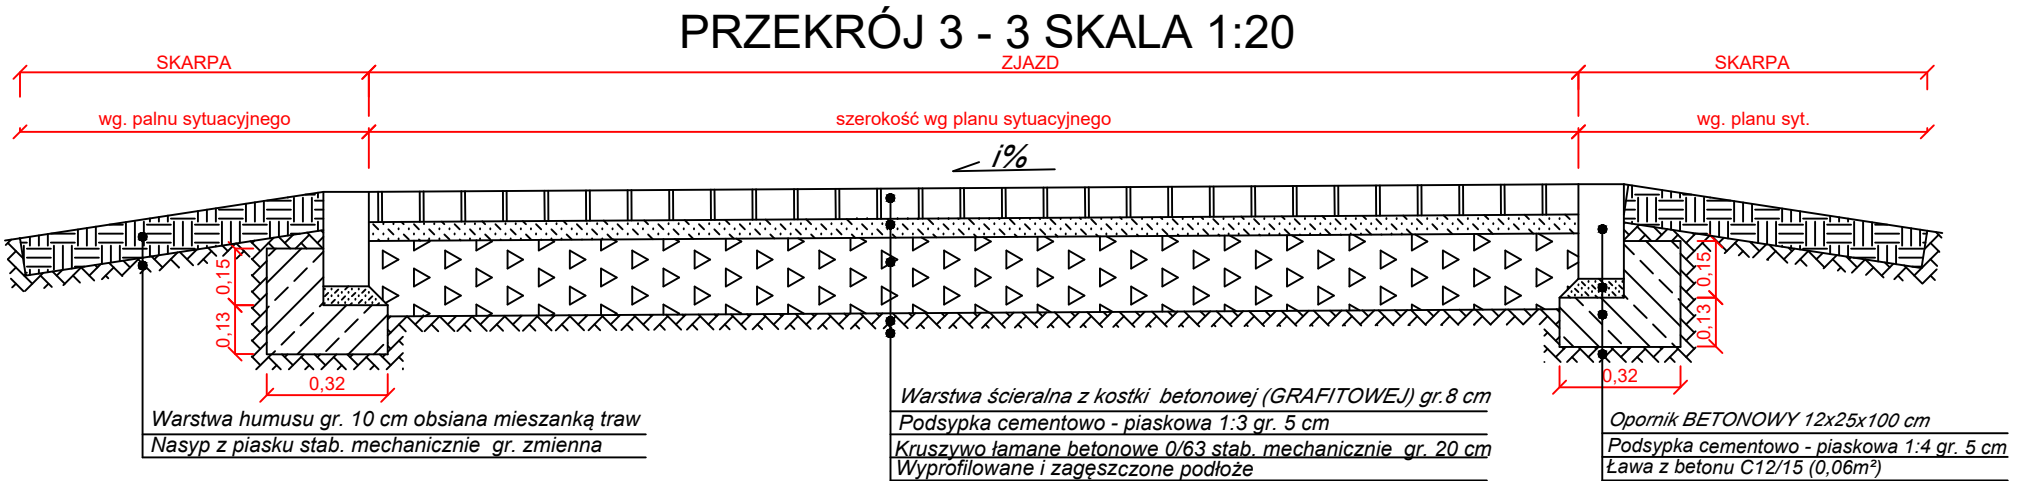 PRZEKRÓJ 3 - 3 SKALA 1:20
SKARPA
ZJAZD
SKARPA
wg. palnu sytuacyjnego
szerokość wg planu sytuacyjnego
wg. planu syt.
i%
0,15
0,13
0,32
0,15
0,13
0,32
Warstwa humusu gr. 10 cm obsiana mieszanką traw
Nasyp z piasku stab. mechanicznie gr. zmienna
Warstwa ścieralna z kostki betonowej (GRAFITOWEJ) gr.8 cm
Podsypka cementowo - piaskowa 1:3 gr. 5 cm
Kruszywo łamane betonowe 0/63 stab. mechanicznie gr. 20 cm
Wyprofilowane i zagęszczone podłoże
Opornik BETONOWY 12x25x100 cm
Podsypka cementowo - piaskowa 1:4 gr. 5 cm
Ława z betonu C12/15 (0,06m²)